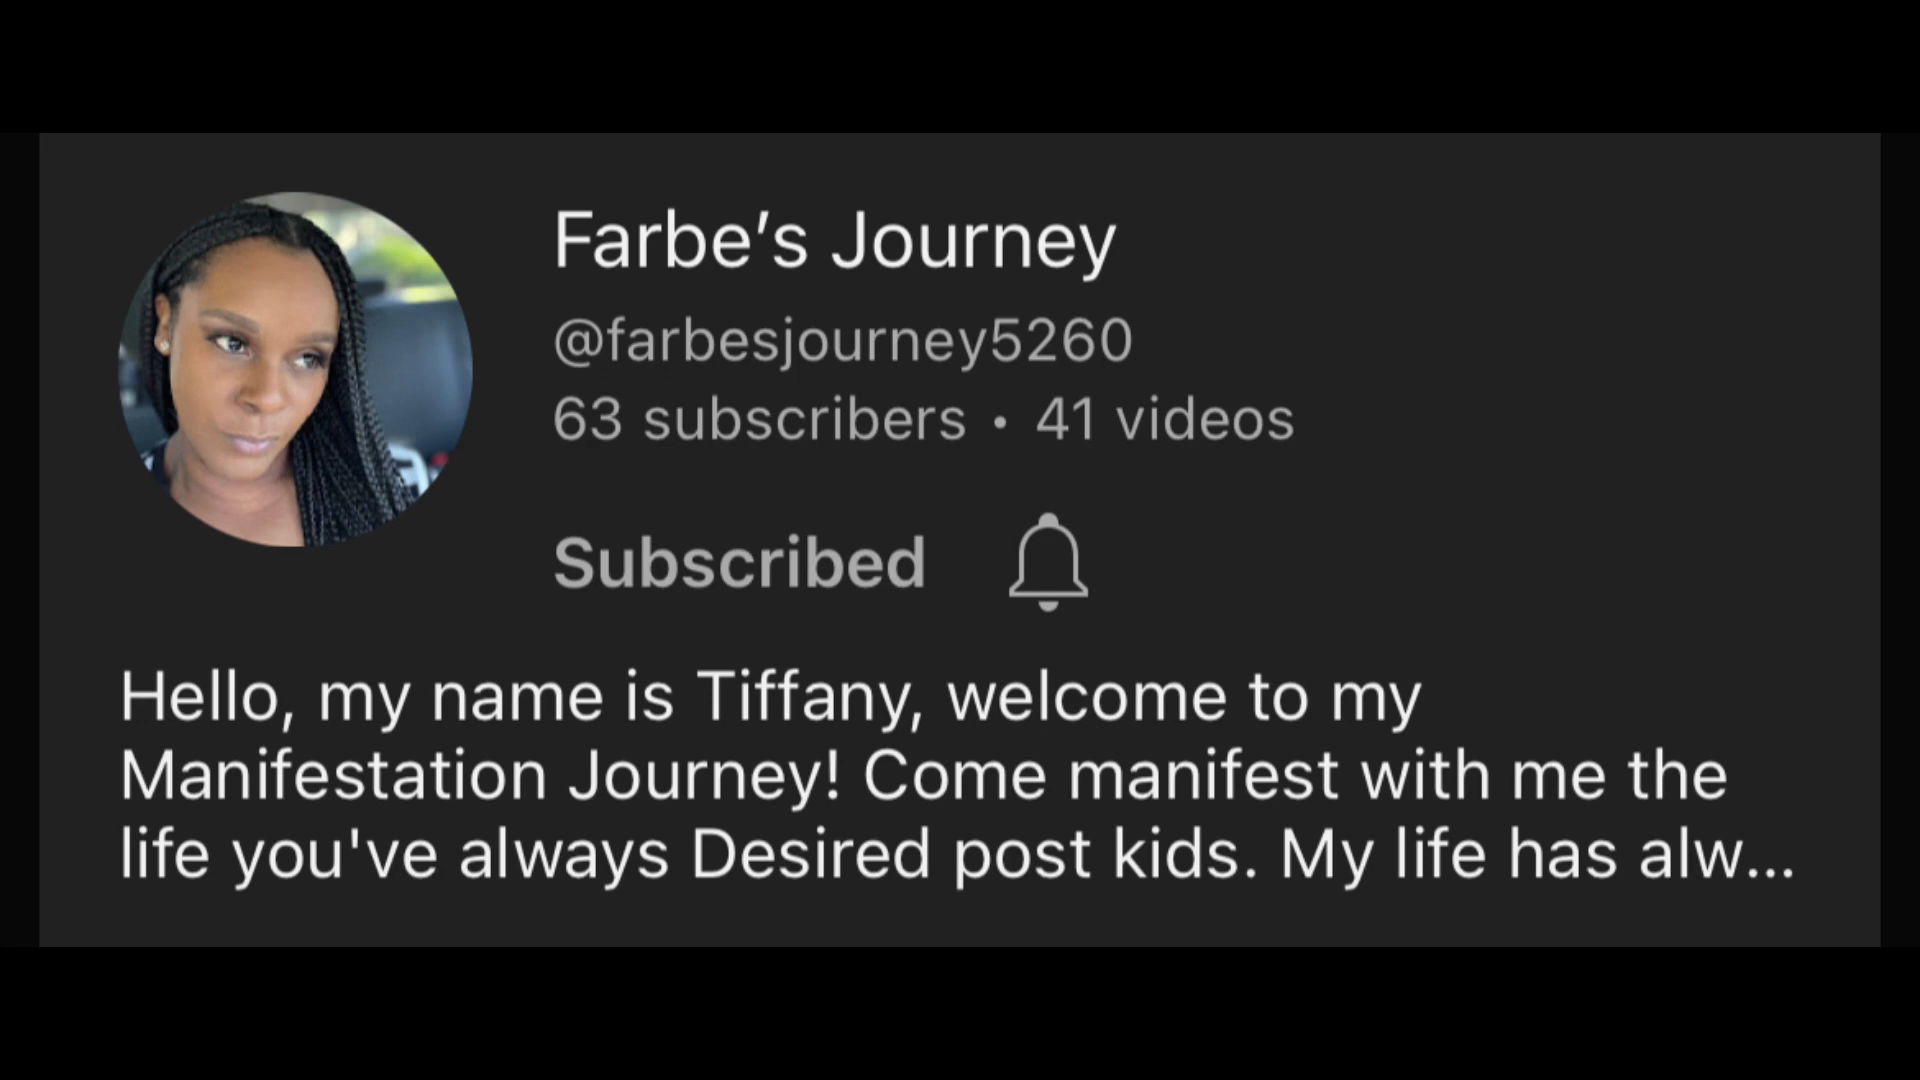 Farbe’s Journey
@farbesjourney5260
63 subscribers • 41 videos
Subscribed
Hello, my name is Tiffany, welcome to my
Manifestation Journey! Come manifest with me the
life you've always Desired post kids. My life has alw...